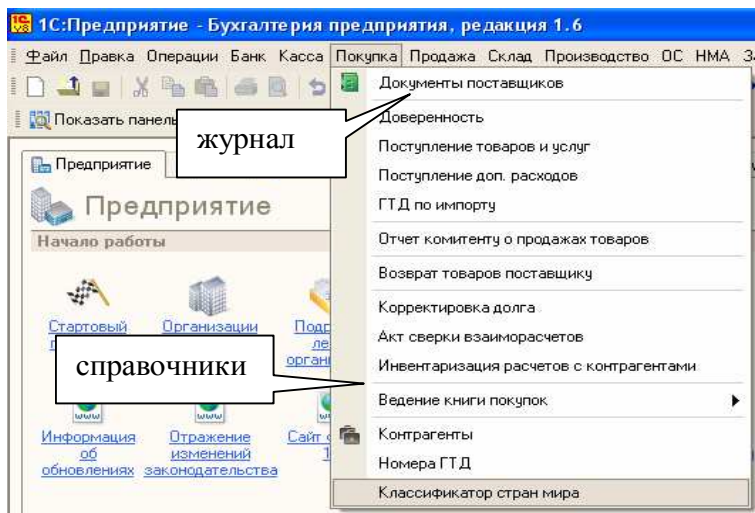 1С:Предприятие - Бухгалтерия предприятия, редакция 1.6
Файл Правка Операции Банк Касса Покупка Продажа Склад Производство ОС НМА
Показать панель
Предприятие
Предприятие
Начало работы
Стартовый
Организации
Информация об обновлениях
Отражение изменений законодательства
Сайт
журнал
справочники
Документы поставщиков
Доверенность
Поступление товаров и услуг
Поступление доп. расходов
ГТД по импорту
Отчет комитенту о продажах товаров
Возврат товаров поставщику
Корректировка долга
Акт сверки взаиморасчетов
Инвентаризация расчетов с контрагентами
Ведение книги покупок
Контрагенты
Номера ГТД
Классификатор стран мира